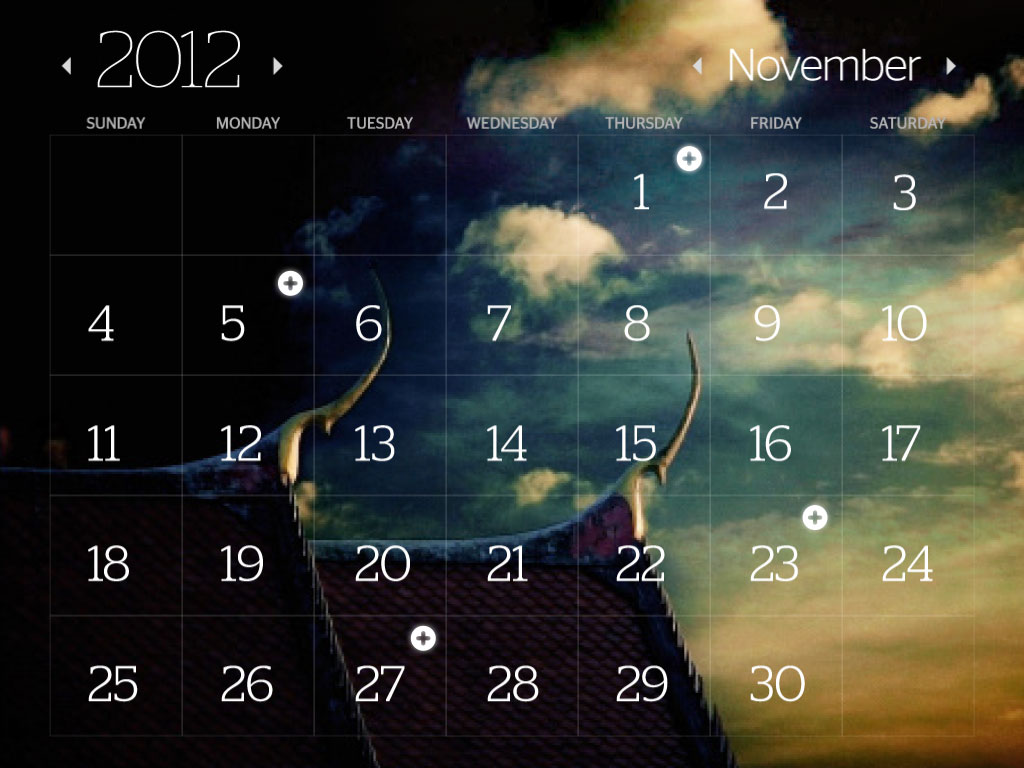 2012 November
SUNDAY MONDAY TUESDAY WEDNESDAY THURSDAY FRIDAY SATURDAY
1 2 3
4 5 6 7 8 9 10
11 12 13 14 15 16 17
18 19 20 21 22 23 24
25 26 27 28 29 30